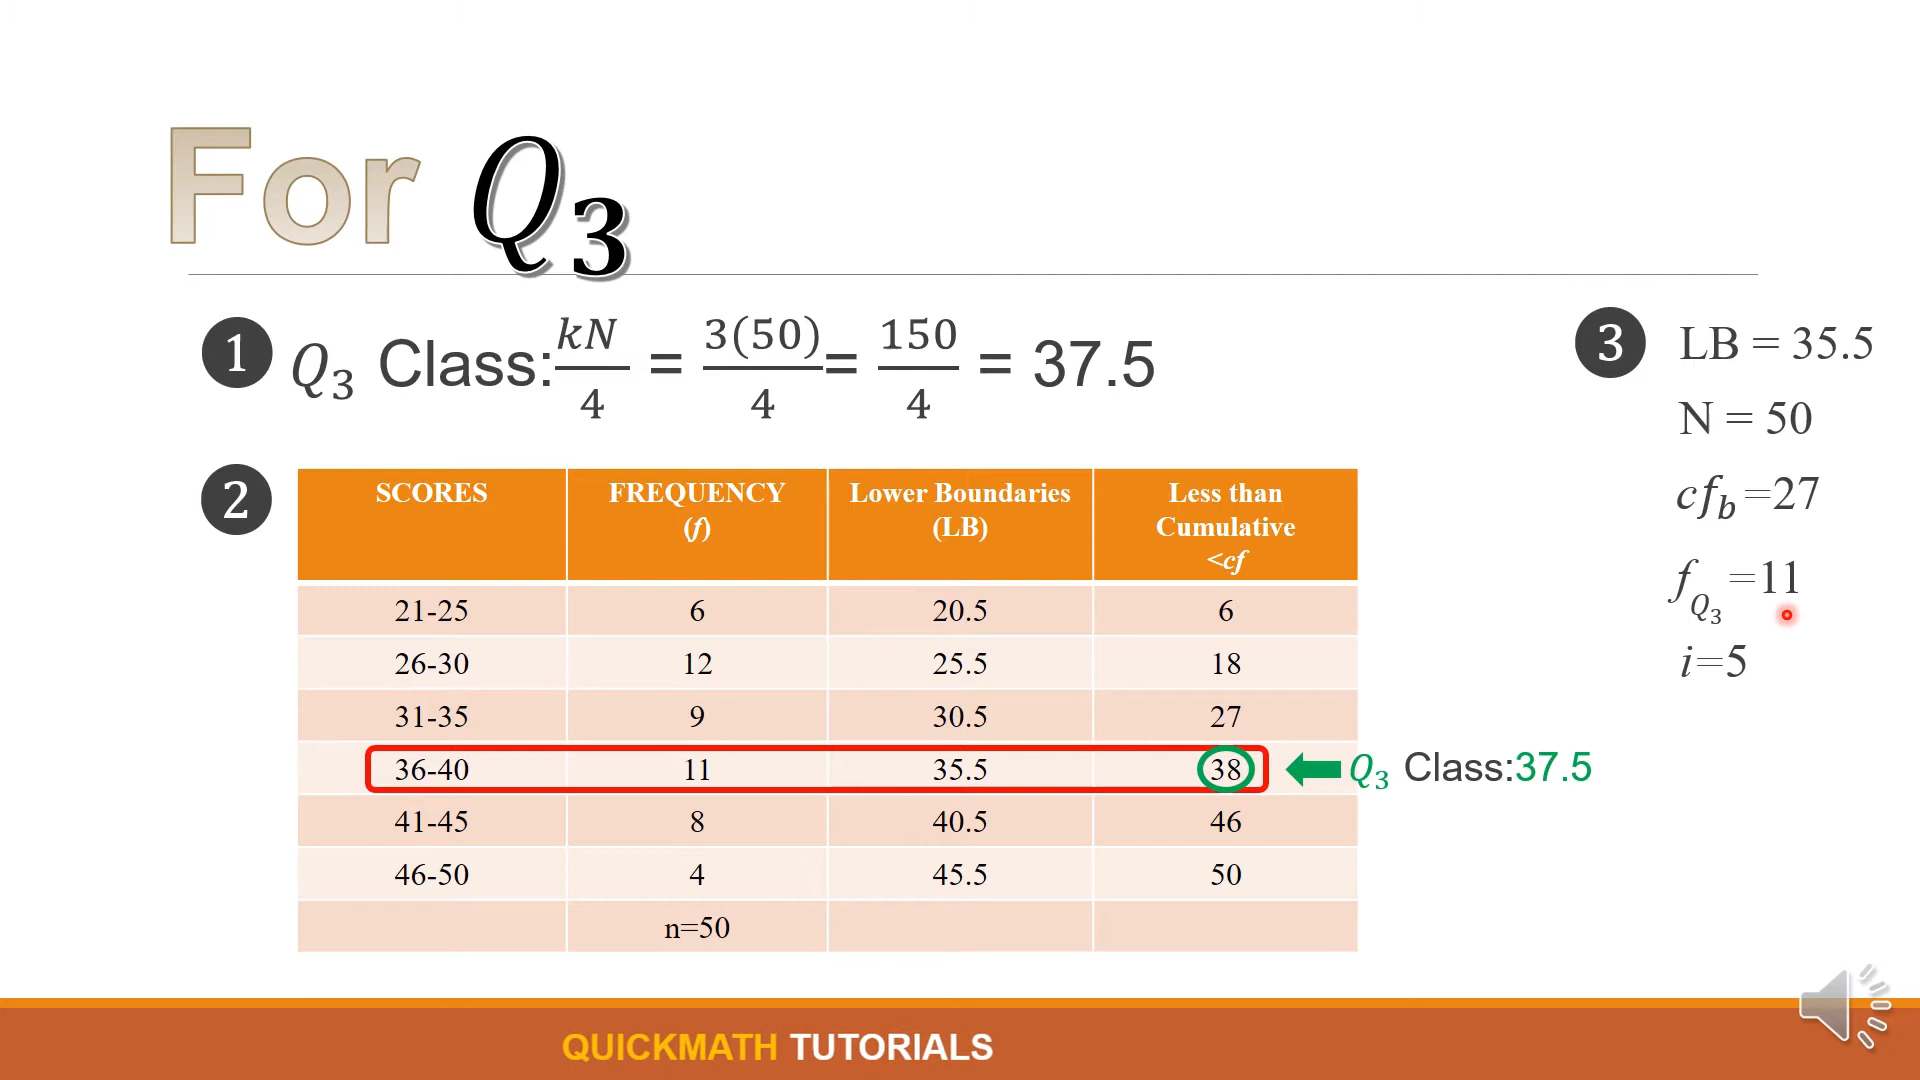 For Q₃
1 Q₃ Class: kN/4 = 3(50)/4 = 150/4 = 37.5
3 LB = 35.5
N = 50
cf_b =27
f_Q₃ =11
i=5
2
SCORES FREQUENCY (f) Lower Boundaries (LB) Less than Cumulative <cf
21-25 6 20.5 6
26-30 12 25.5 18
31-35 9 30.5 27
36-40 11 35.5 38 Q₃ Class:37.5
41-45 8 40.5 46
46-50 4 45.5 50
n=50
QUICKMATH TUTORIALS